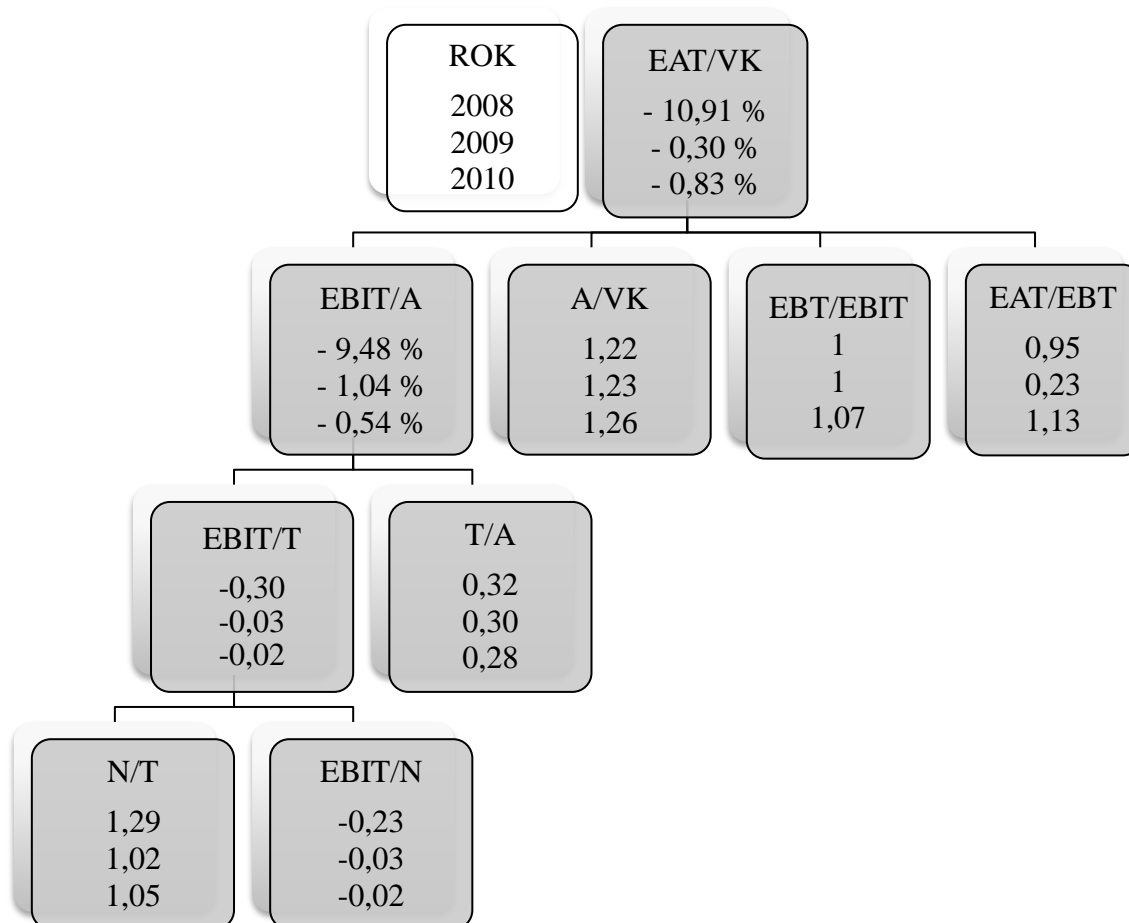 ROK
2008
2009
2010
EAT/VK
- 10,91 %
- 0,30 %
- 0,83 %
EBIT/A
- 9,48 %
- 1,04 %
- 0,54 %
A/VK
1,22
1,23
1,26
EBT/EBIT
1
1
1,07
EAT/EBT
0,95
0,23
1,13
EBIT/T
-0,30
-0,03
-0,02
T/A
0,32
0,30
0,28
N/T
1,29
1,02
1,05
EBIT/N
-0,23
-0,03
-0,02